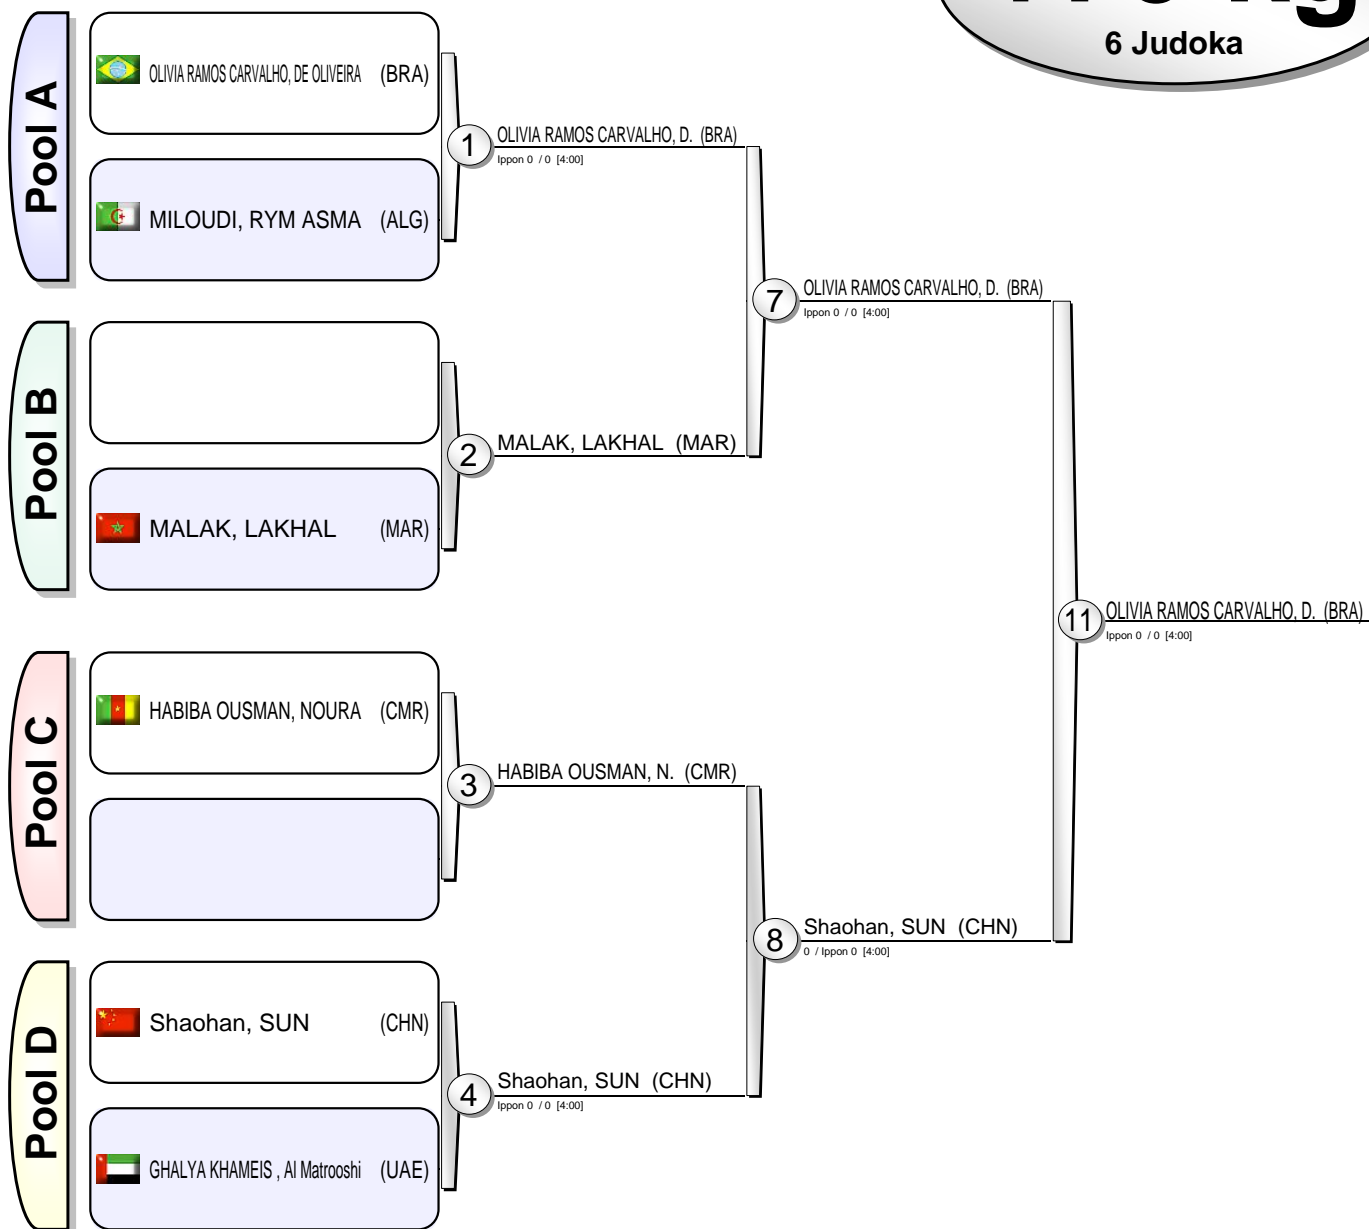 6 Judoka
Pool A
OLIVIA RAMOS CARVALHO, DE OLIVEIRA (BRA)
MILOUDI, RYM ASMA (ALG)
1
OLIVIA RAMOS CARVALHO, D. (BRA)
Ippon 0 / 0 [4:00]
7
OLIVIA RAMOS CARVALHO, D. (BRA)
Ippon 0 / 0 [4:00]
Pool B
2
MALAK, LAKHAL (MAR)
MALAK, LAKHAL (MAR)
11
OLIVIA RAMOS CARVALHO, D. (BRA)
Ippon 0 / 0 [4:00]
Pool C
HABIBA OUSMAN, NOURA (CMR)
3
HABIBA OUSMAN, N. (CMR)
8
Shaohan, SUN (CHN)
0 / Ippon 0 [4:00]
Pool D
Shaohan, SUN (CHN)
4
Shaohan, SUN (CHN)
Ippon 0 / 0 [4:00]
GHALYA KHAMEIS , Al Matrooshi (UAE)